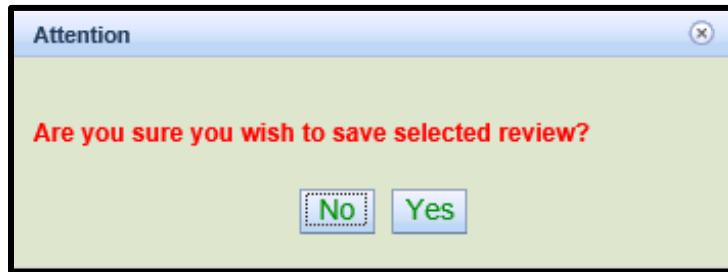 Attention
Are you sure you wish to save selected review?
No Yes